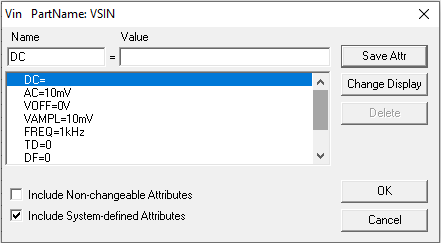 Vin PartName: VSIN
Name Value
DC =
Save Attr
DC=
AC=10mV
VOFF=0V
VAMPL=10mV
FREQ=1kHz
TD=0
DF=0
Change Display
Delete
Include Non-changeable Attributes
Include System-defined Attributes
OK
Cancel